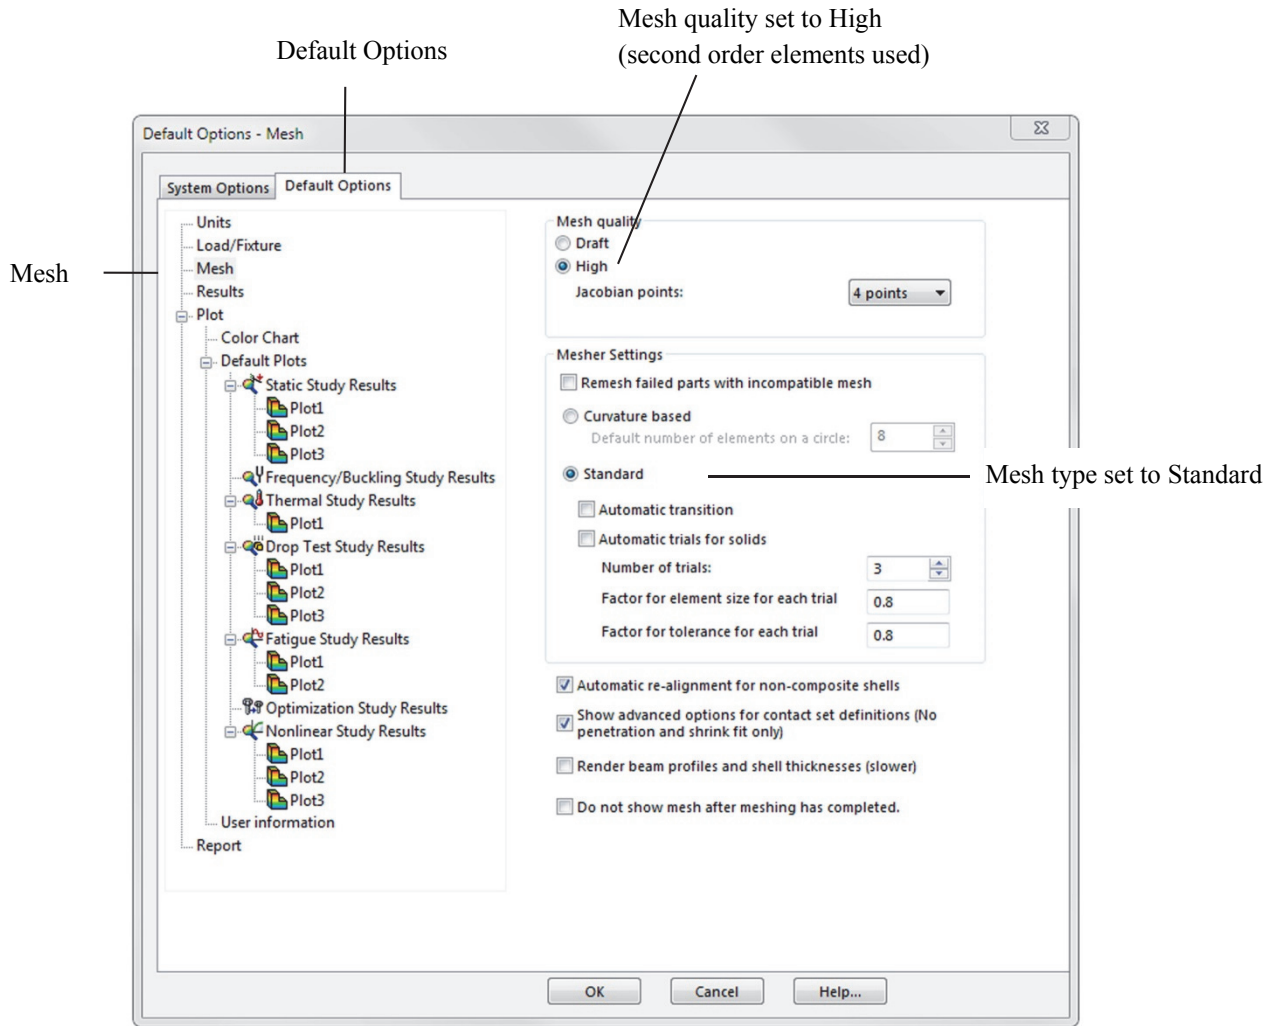 Mesh quality set to High
(second order elements used)
Default Options
Default Options - Mesh
System Options
Default Options
Mesh
Units
Load/Fixture
Mesh
Results
Plot
Color Chart
Default Plots
Static Study Results
Plot1
Plot2
Plot3
Frequency/Buckling Study Results
Thermal Study Results
Plot1
Drop Test Study Results
Plot1
Plot2
Plot3
Fatigue Study Results
Plot1
Plot2
Optimization Study Results
Nonlinear Study Results
Plot1
Plot2
Plot3
User information
Report
Mesh quality
Draft
High
Jacobian points: 4 points
Mesher Settings
Remesh failed parts with incompatible mesh
Curvature based
Default number of elements on a circle: 8
Standard
Mesh type set to Standard
Automatic transition
Automatic trials for solids
Number of trials: 3
Factor for element size for each trial 0.8
Factor for tolerance for each trial 0.8
Automatic re-alignment for non-composite shells
Show advanced options for contact set definitions (No
penetration and shrink fit only)
Render beam profiles and shell thicknesses (slower)
Do not show mesh after meshing has completed.
OK
Cancel
Help...